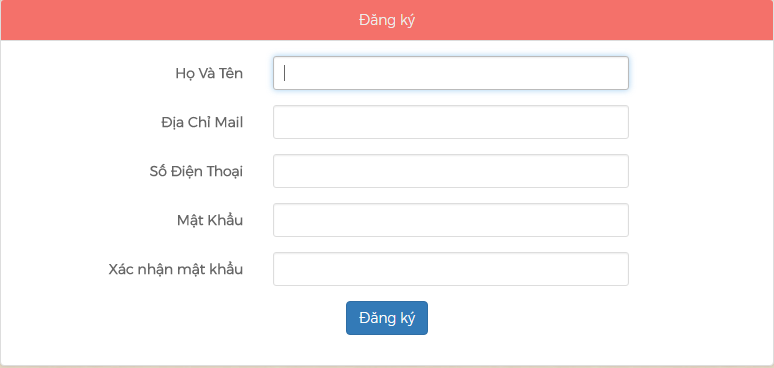 Đăng ký
Họ Và Tên
Địa Chỉ Mail
Số Điện Thoại
Mật Khẩu
Xác nhận mật khẩu
Đăng ký